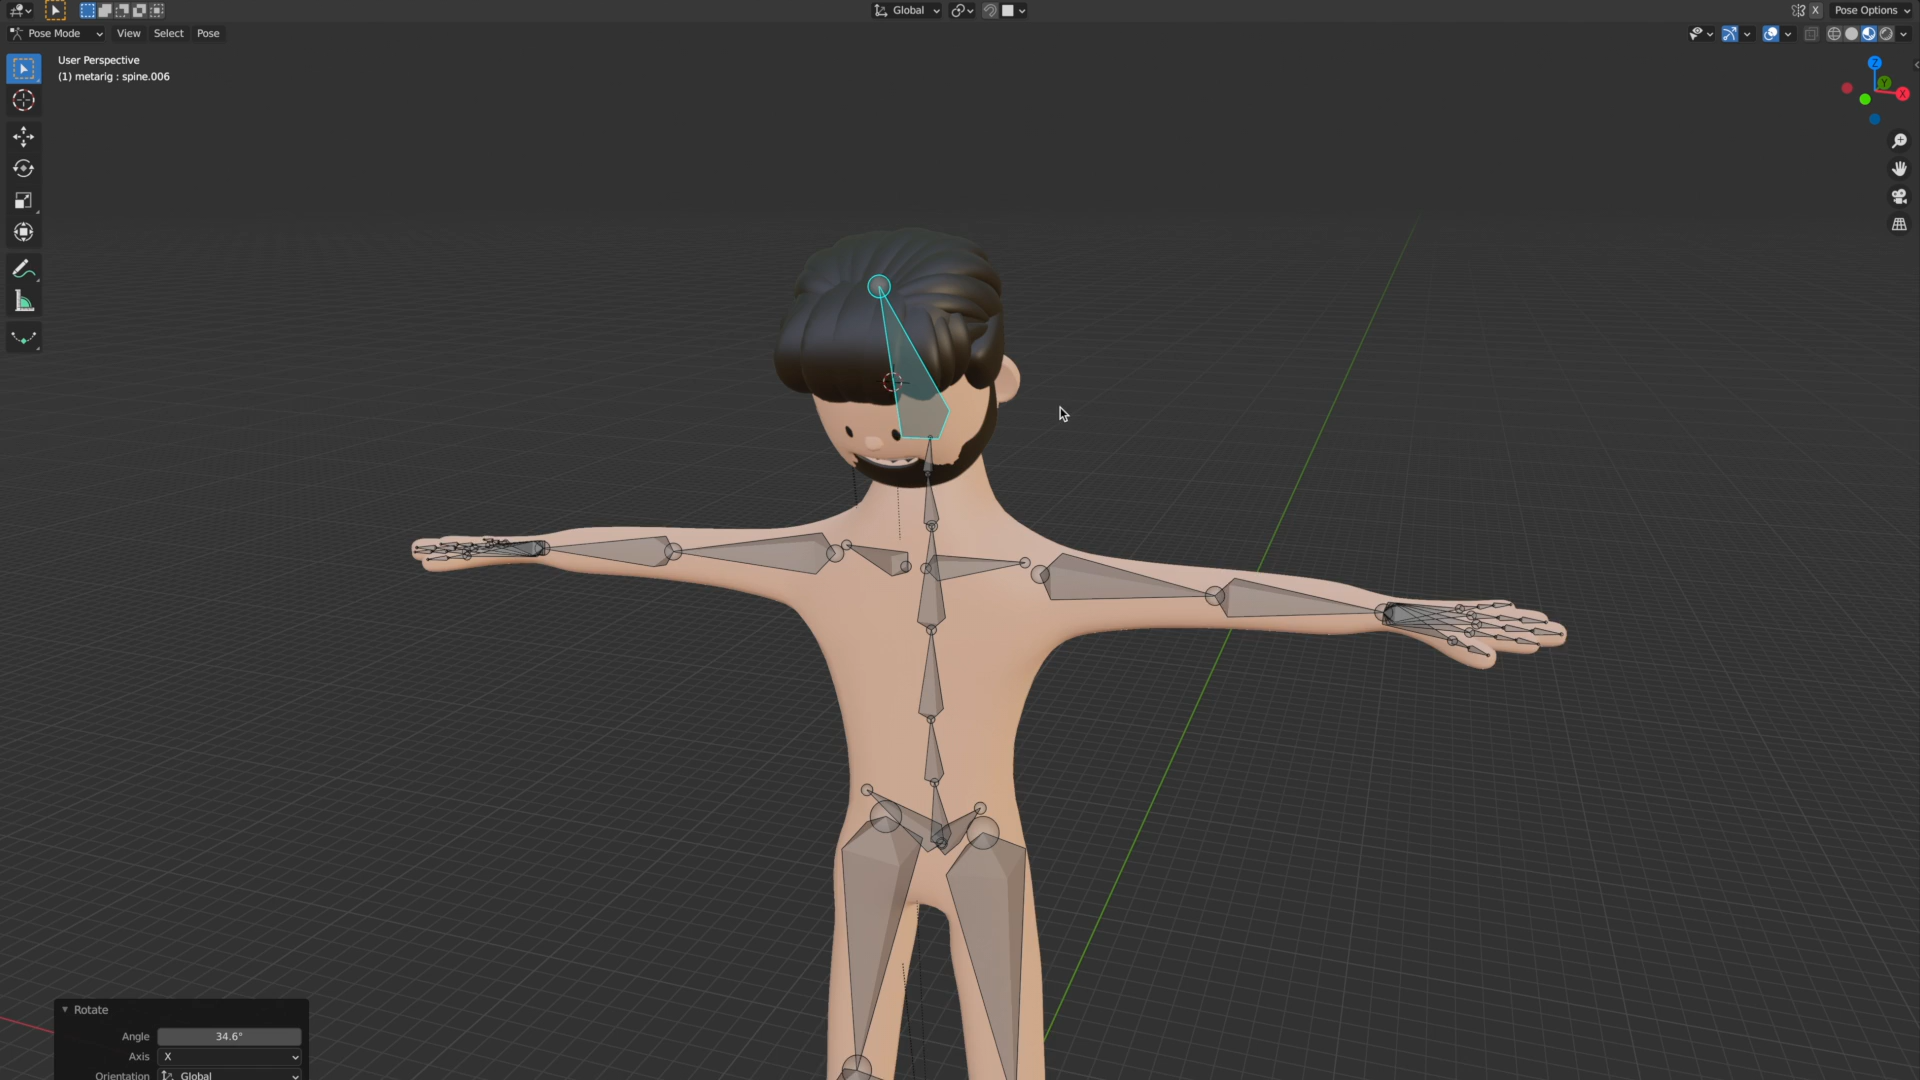 Global
X
Pose Options
Pose Mode View Select Pose
User Perspective
(1) metarig : spine.006
Z
Y
X
Rotate
Angle 34.6°
Axis X
Orientation Global